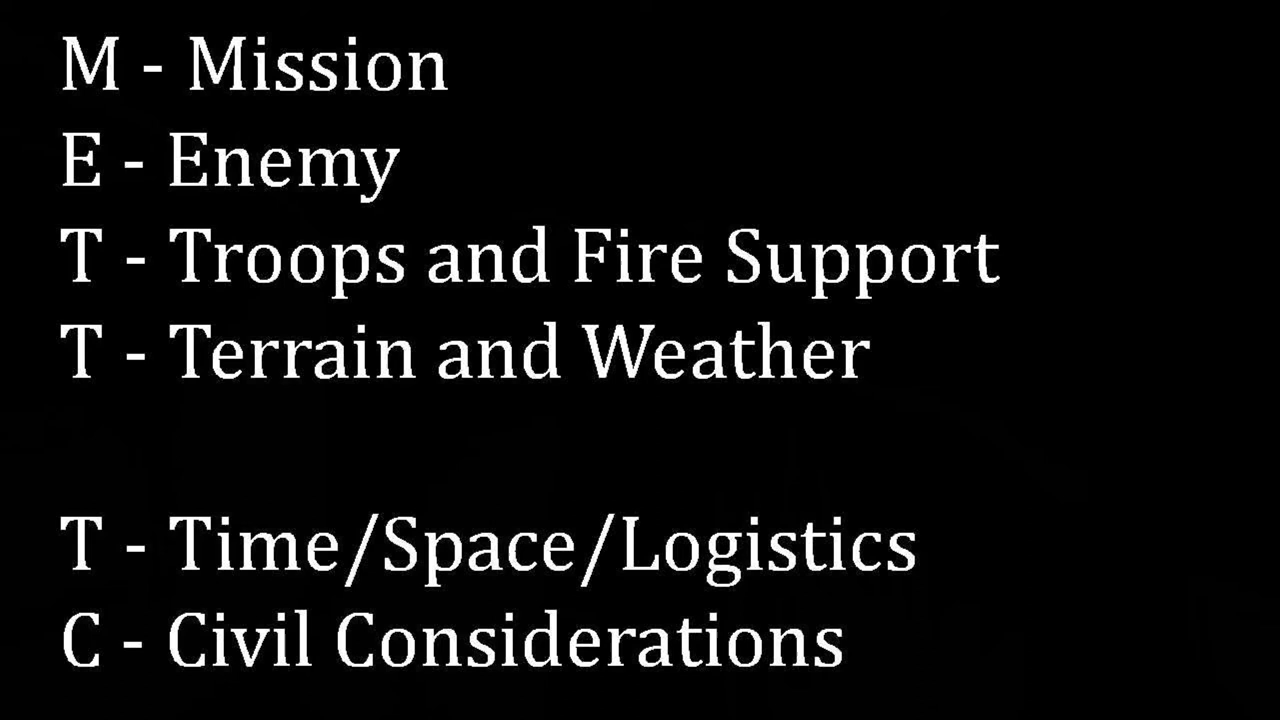 M - Mission
E - Enemy
T - Troops and Fire Support
T - Terrain and Weather
T - Time/Space/Logistics
C - Civil Considerations